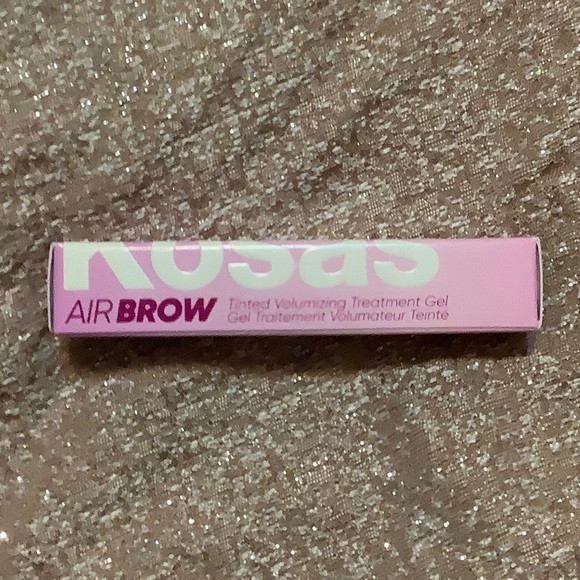 Kosas
AIR BROW
Tinted Volumizing Treatment Gel
Gel Traitement Volumateur Teinté